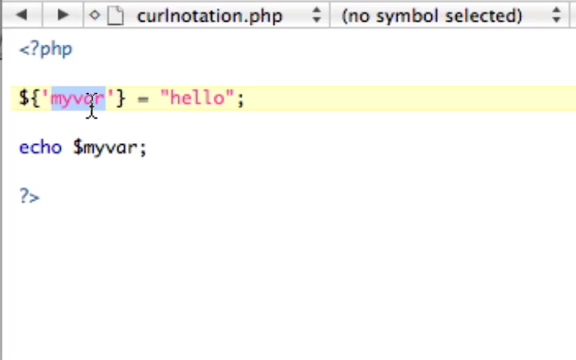 curlnotation.php (no symbol selected)
<?php
${'myvar'} = "hello";
echo $myvar;
?>